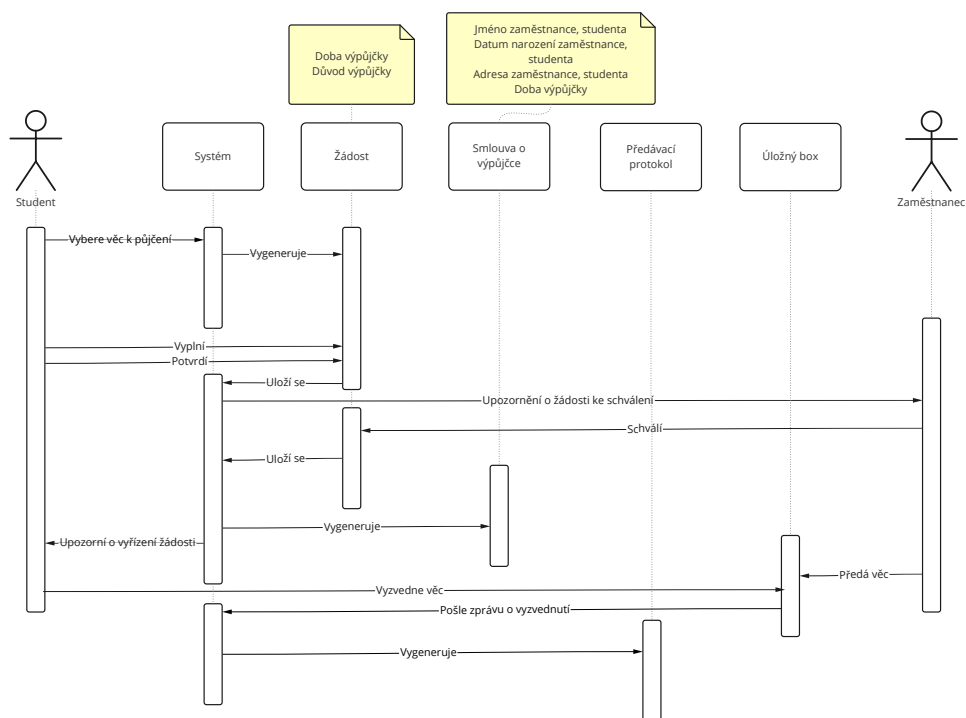 Doba výpůjčky
Důvod výpůjčky
Jméno zaměstnance, studenta
Datum narození zaměstnance,
studenta
Adresa zaměstnance, studenta
Doba výpůjčky
Student
Systém
Žádost
Smlouva o
výpůjčce
Předávací
protokol
Úložný box
Zaměstnanec
Vybere věc k půjčení
Vygeneruje
Vyplní
Potvrdí
Uloží se
Upozornění o žádosti ke schválení
Schválí
Uloží se
Vygeneruje
Upozorní o vyřízení žádosti
Předá věc
Vyzvedne věc
Pošle zprávu o vyzvednutí
Vygeneruje